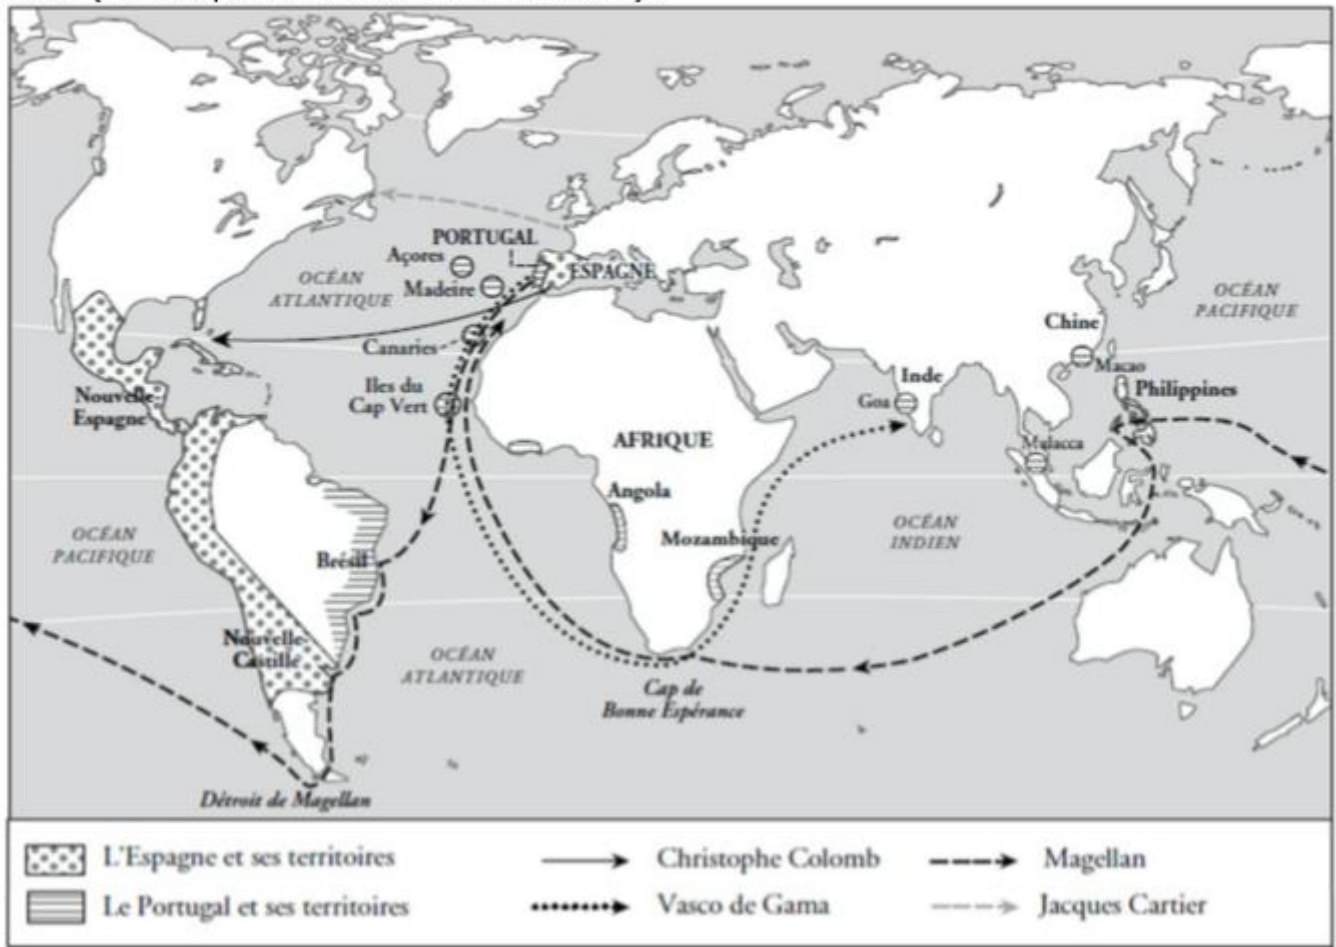 PORTUGAL
Açores
ESPAGNE
OCÉAN
ATLANTIQUE
Madeire
OCÉAN
PACIFIQUE
Chine
Canaries
Macao
Nouvelle
Espagne
Iles du
Cap Vert
Inde
Goa
Philippines
AFRIQUE
Malacca
Angola
OCÉAN
PACIFIQUE
OCÉAN
INDIEN
Mozambique
Brésil
Nouvelle-
Castille
OCÉAN
ATLANTIQUE
Cap de
Bonne Espérance
Détroit de Magellan
L'Espagne et ses territoires
Christophe Colomb
Magellan
Le Portugal et ses territoires
Vasco de Gama
Jacques Cartier